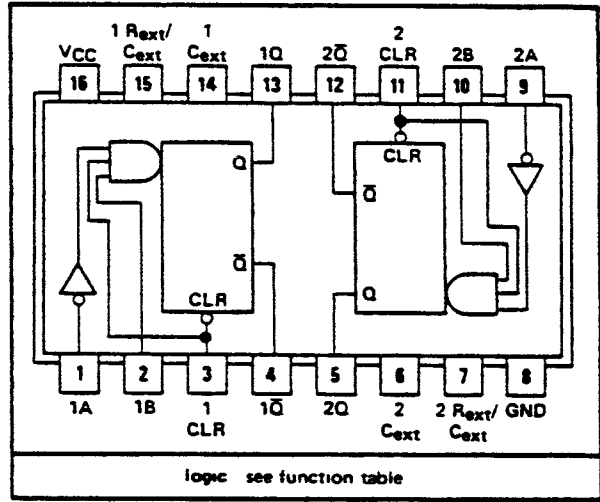 1 Rext/ 1 2
VCC Cext Cext 1Q 2Q̅ CLR 2B 2A
16 15 14 13 12 11 10 9
CLR
Q Q̅
Q̅ Q
CLR
1 2 3 4 5 6 7 8
1A 1B 1 1Q̅ 2Q 2 2 Rext/ GND
CLR Cext Cext
logic see function table